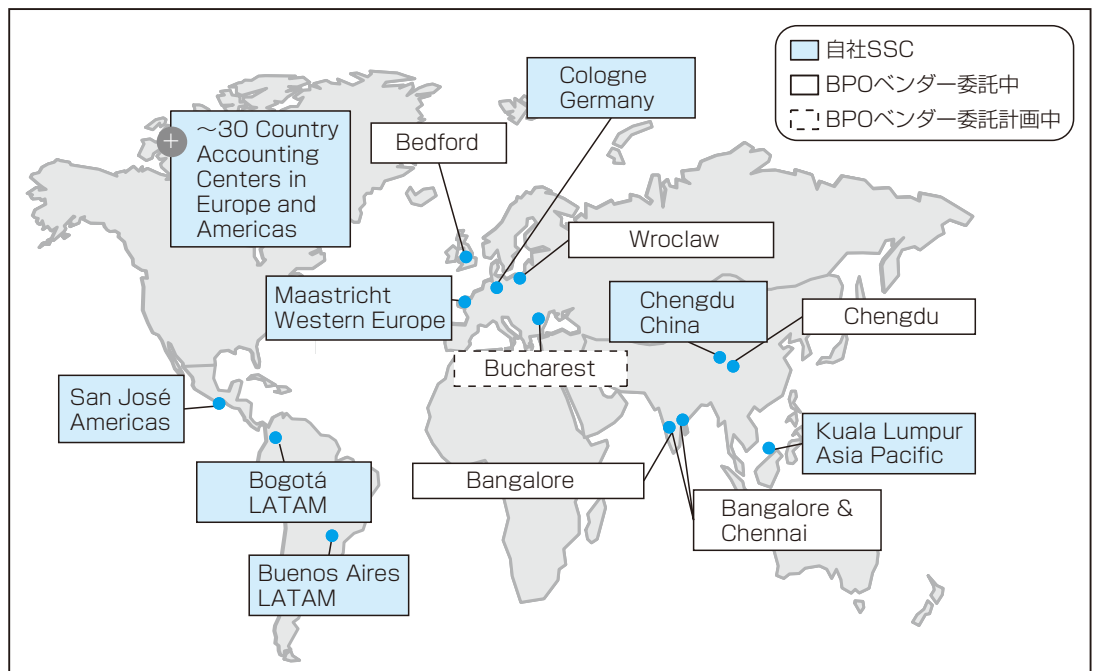 自社SSC
BPOベンダー委託中
BPOベンダー委託計画中
Cologne
Germany
～30 Country
Accounting
Centers in
Europe and
Americas
Bedford
Wroclaw
Maastricht
Western Europe
Chengdu
China
Chengdu
Bucharest
San José
Americas
Kuala Lumpur
Asia Pacific
Bogotá
LATAM
Bangalore
Bangalore &
Chennai
Buenos Aires
LATAM